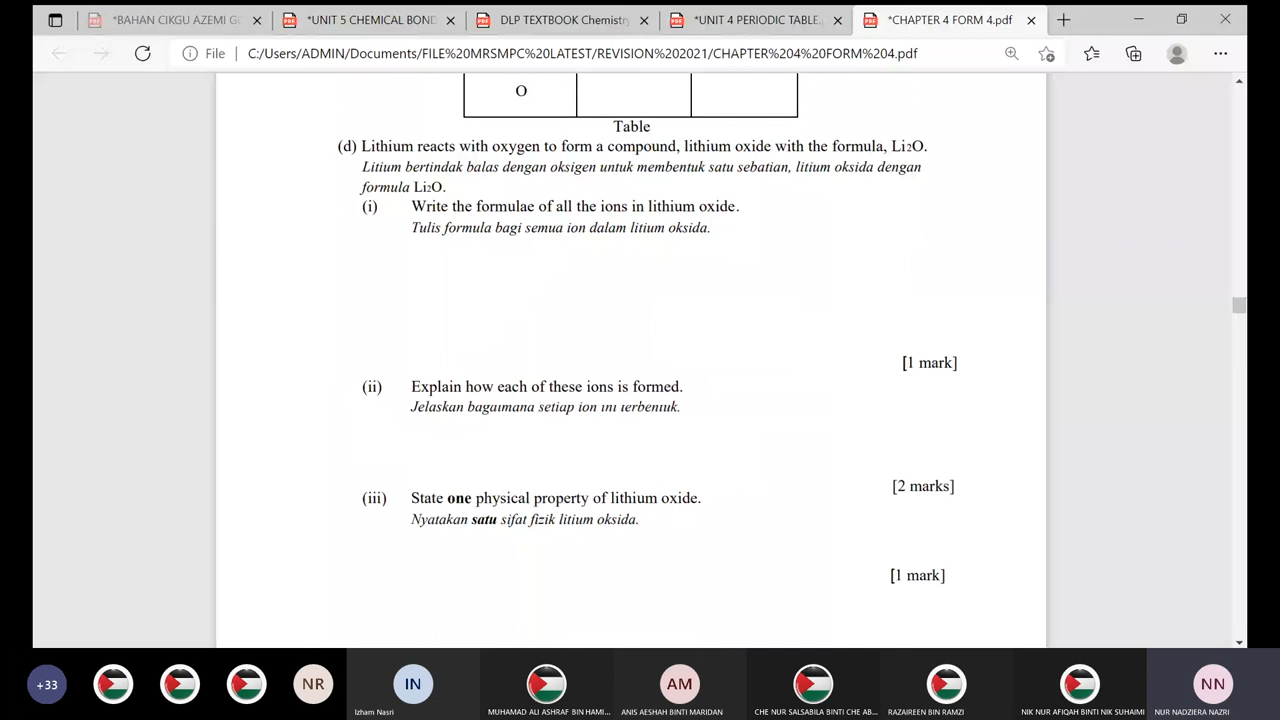 *BAHAN CIKGU AZEMI GO
*UNIT 5 CHEMICAL BOND
DLP TEXTBOOK Chemistry
*UNIT 4 PERIODIC TABLE.
*CHAPTER 4 FORM 4.pdf
File
C:/Users/ADMIN/Documents/FILE%20MRSMPC%20LATEST/REVISION%202021/CHAPTER%204%20FORM%204.pdf
O
Table
(d) Lithium reacts with oxygen to form a compound, lithium oxide with the formula, Li2O.
Litium bertindak balas dengan oksigen untuk membentuk satu sebatian, litium oksida dengan
formula Li2O.
(i) Write the formulae of all the ions in lithium oxide.
Tulis formula bagi semua ion dalam litium oksida.
[1 mark]
(ii) Explain how each of these ions is formed.
Jelaskan bagaimana setiap ion ini terbentuk.
[2 marks]
(iii) State one physical property of lithium oxide.
Nyatakan satu sifat fizik litium oksida.
[1 mark]
+33
NR
IN
AM
NN
Izham Nasri
MUHAMAD ALI ASHRAF BIN HAMI...
ANIS AESHAH BINTI MARIDAN
CHE NUR SALSABILA BINTI CHE AB...
RAZAIREEN BIN RAMZI
NIK NUR AFIQAH BINTI NIK SUHAIMI
NUR NADZIERA NAZRI